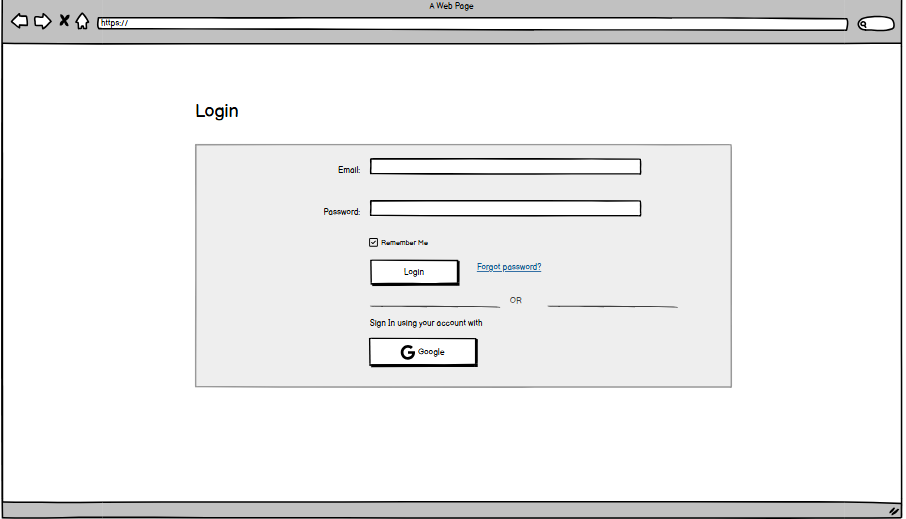 A Web Page
https://
Login
Email:
Password:
Remember Me
Login Forgot password?
OR
Sign In using your account with
G Google